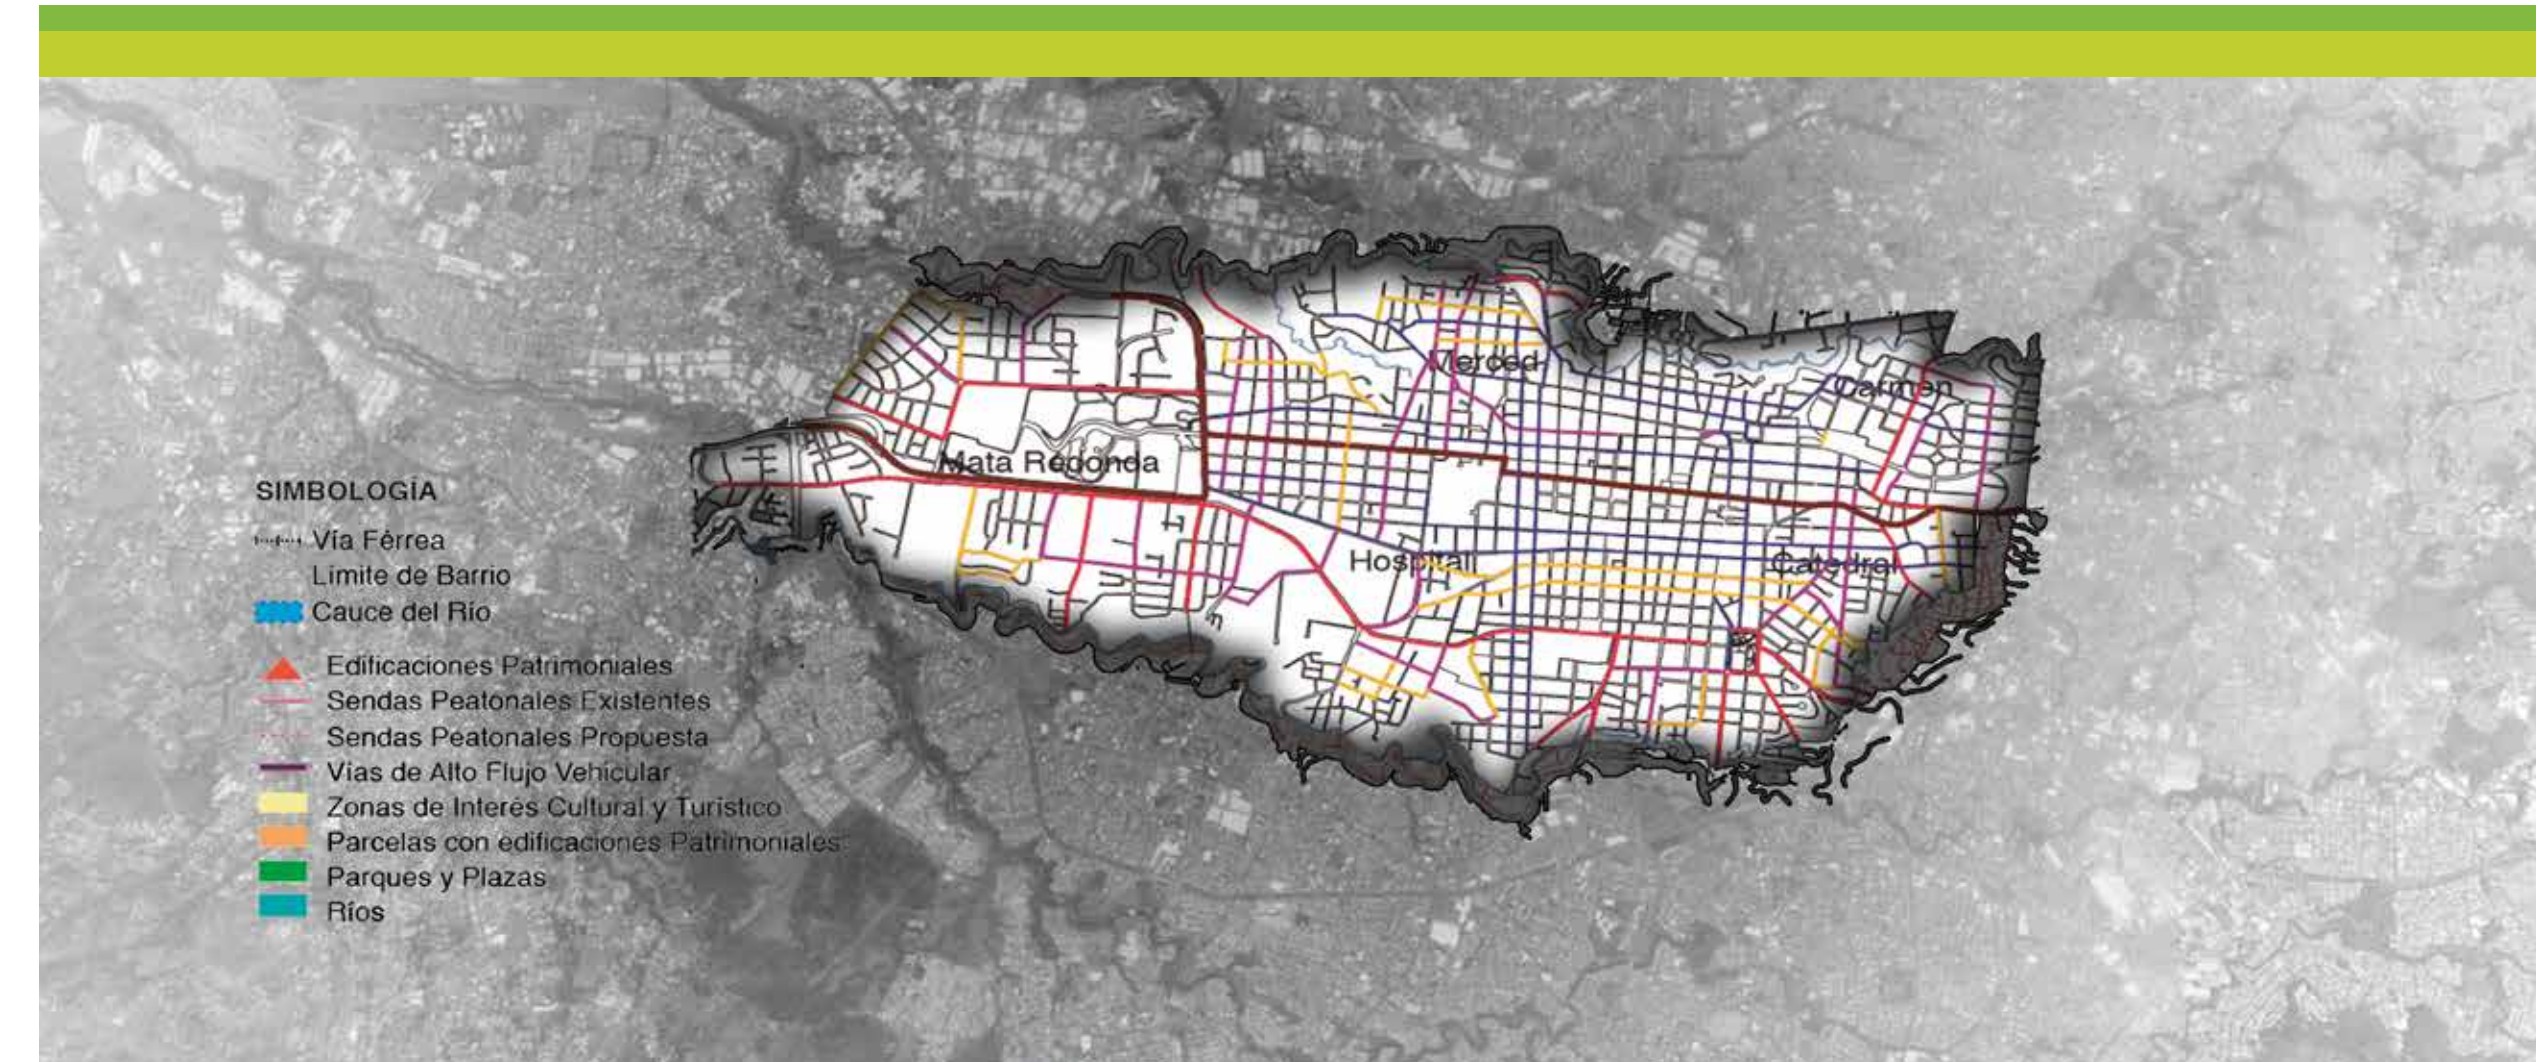 Merced
Carmen
Mata Redonda
Hospital
Catedral
SIMBOLOGÍA
Vía Férrea
Límite de Barrio
Cauce del Río
Edificaciones Patrimoniales
Sendas Peatonales Existentes
Sendas Peatonales Propuesta
Vías de Alto Flujo Vehicular
Zonas de Interés Cultural y Turístico
Parcelas con edificaciones Patrimoniales
Parques y Plazas
Ríos